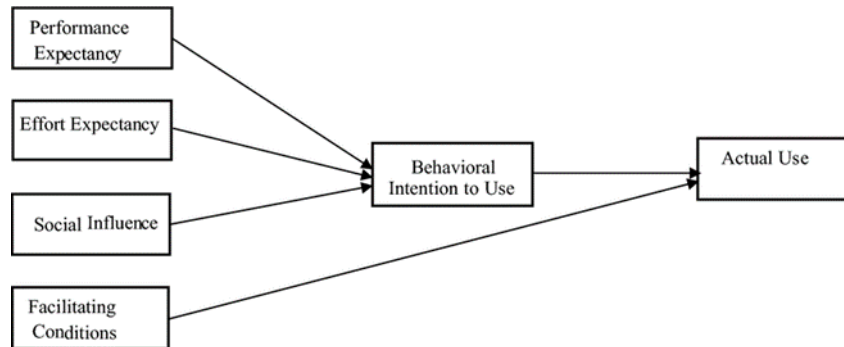 Performance
Expectancy
Effort Expectancy
Social Influence
Facilitating
Conditions
Behavioral
Intention to Use
Actual Use